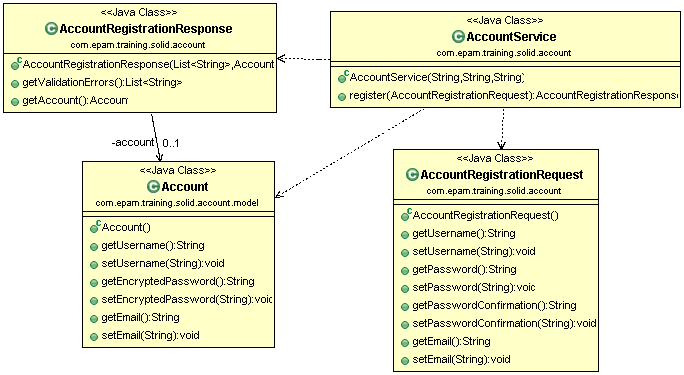 <<Java Class>>
AccountRegistrationResponse
com.epam.training.solid.account
AccountRegistrationResponse(List<String>,Account
getValidationErrors():List<String>
getAccount():Account
<<Java Class>>
AccountService
com.epam.training.solid.account
AccountService(String,String,String)
register(AccountRegistrationRequest):AccountRegistrationResponse
-account
0..1
<<Java Class>>
Account
com.epam.training.solid.account.model
Account()
getUsername():String
setUsername(String):void
getEncryptedPassword():String
setEncryptedPassword(String):void
getEmail():String
setEmail(String):void
<<Java Class>>
AccountRegistrationRequest
com.epam.training.solid.account
AccountRegistrationRequest()
getUsername():String
setUsername(String):void
getPassword():String
setPassword(String):void
getPasswordConfirmation():String
setPasswordConfirmation(String):void
getEmail():String
setEmail(String):void